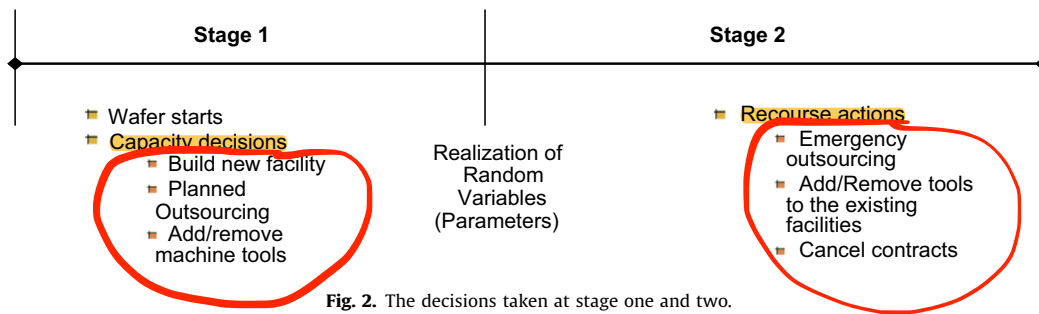 Stage 1
Stage 2
Wafer starts
Capacity decisions
Build new facility
Planned
Outsourcing
Add/remove
machine tools
Realization of
Random
Variables
(Parameters)
Recourse actions
Emergency
outsourcing
Add/Remove tools
to the existing
facilities
Cancel contracts
Fig. 2. The decisions taken at stage one and two.